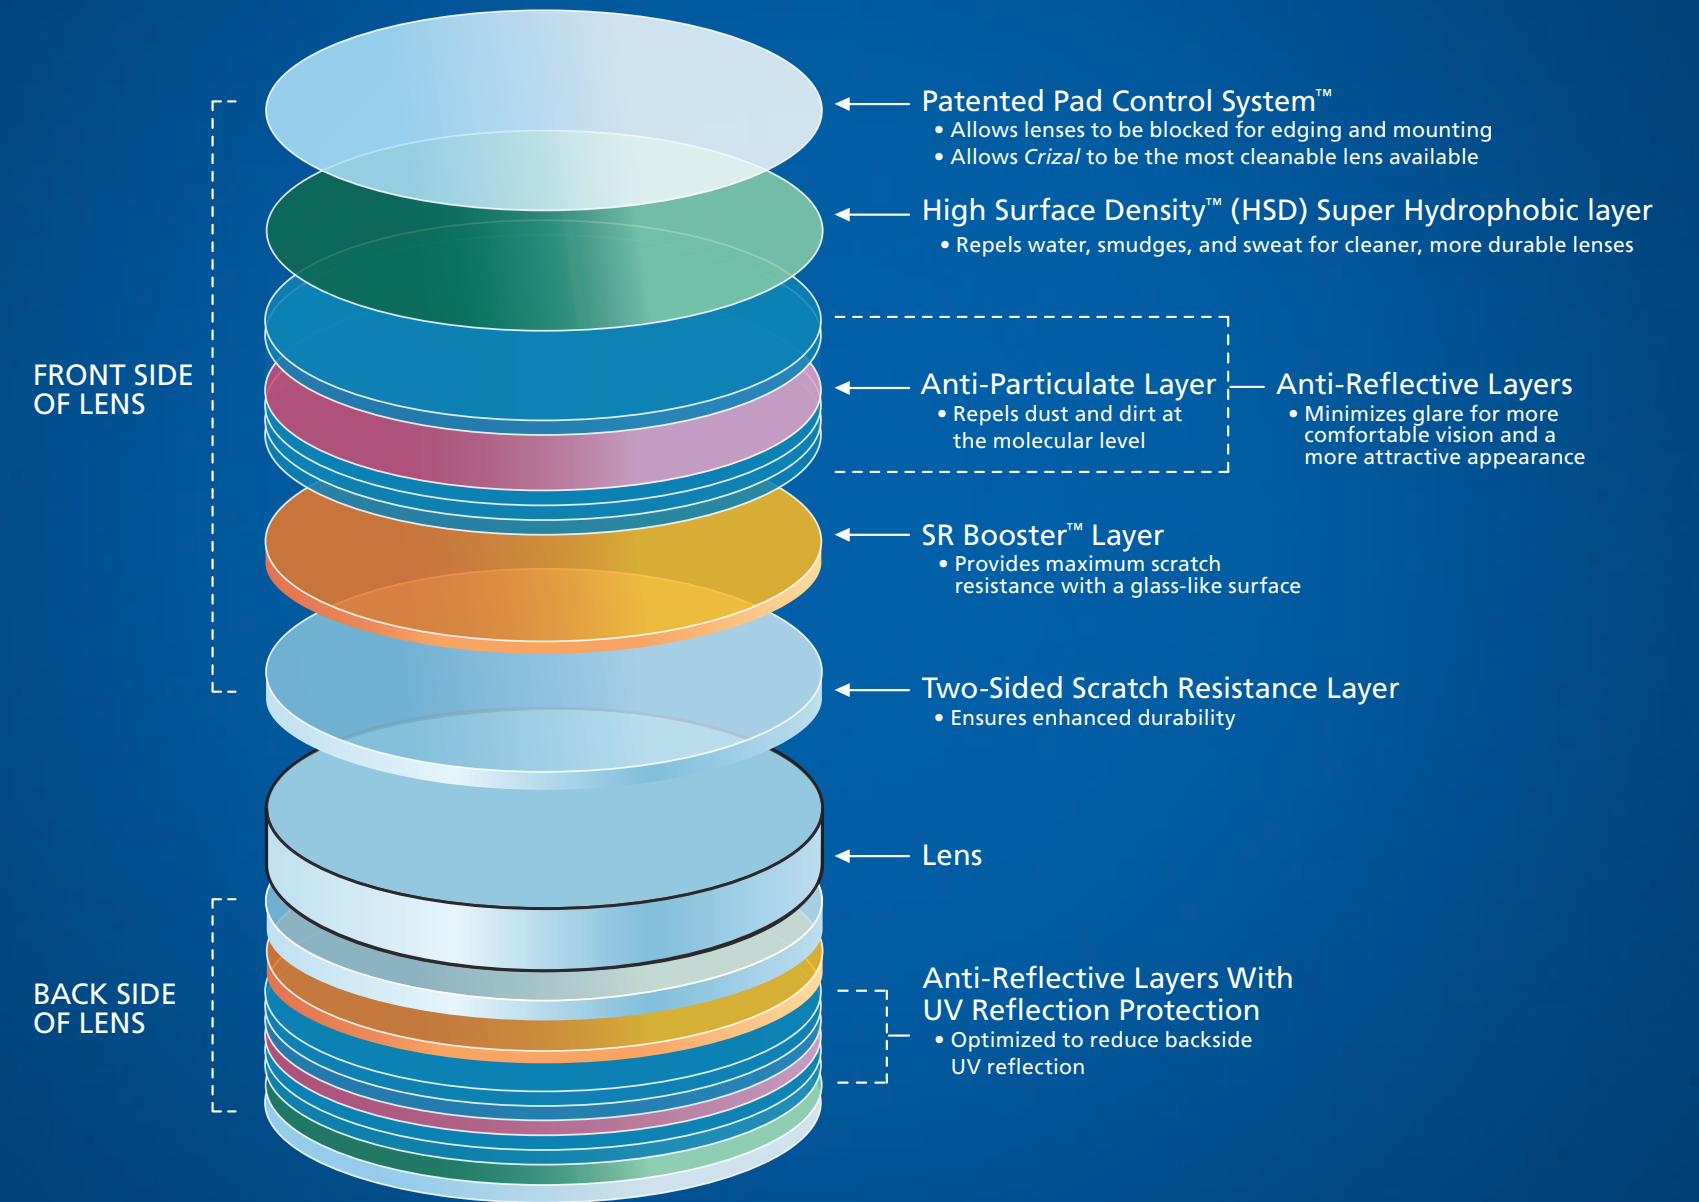 Patented Pad Control System™
• Allows lenses to be blocked for edging and mounting
• Allows Crizal to be the most cleanable lens available
High Surface Density™ (HSD) Super Hydrophobic layer
• Repels water, smudges, and sweat for cleaner, more durable lenses
FRONT SIDE
OF LENS
Anti-Particulate Layer
• Repels dust and dirt at
the molecular level
Anti-Reflective Layers
• Minimizes glare for more
comfortable vision and a
more attractive appearance
SR Booster™ Layer
• Provides maximum scratch
resistance with a glass-like surface
Two-Sided Scratch Resistance Layer
• Ensures enhanced durability
Lens
BACK SIDE
OF LENS
Anti-Reflective Layers With
UV Reflection Protection
• Optimized to reduce backside
UV reflection